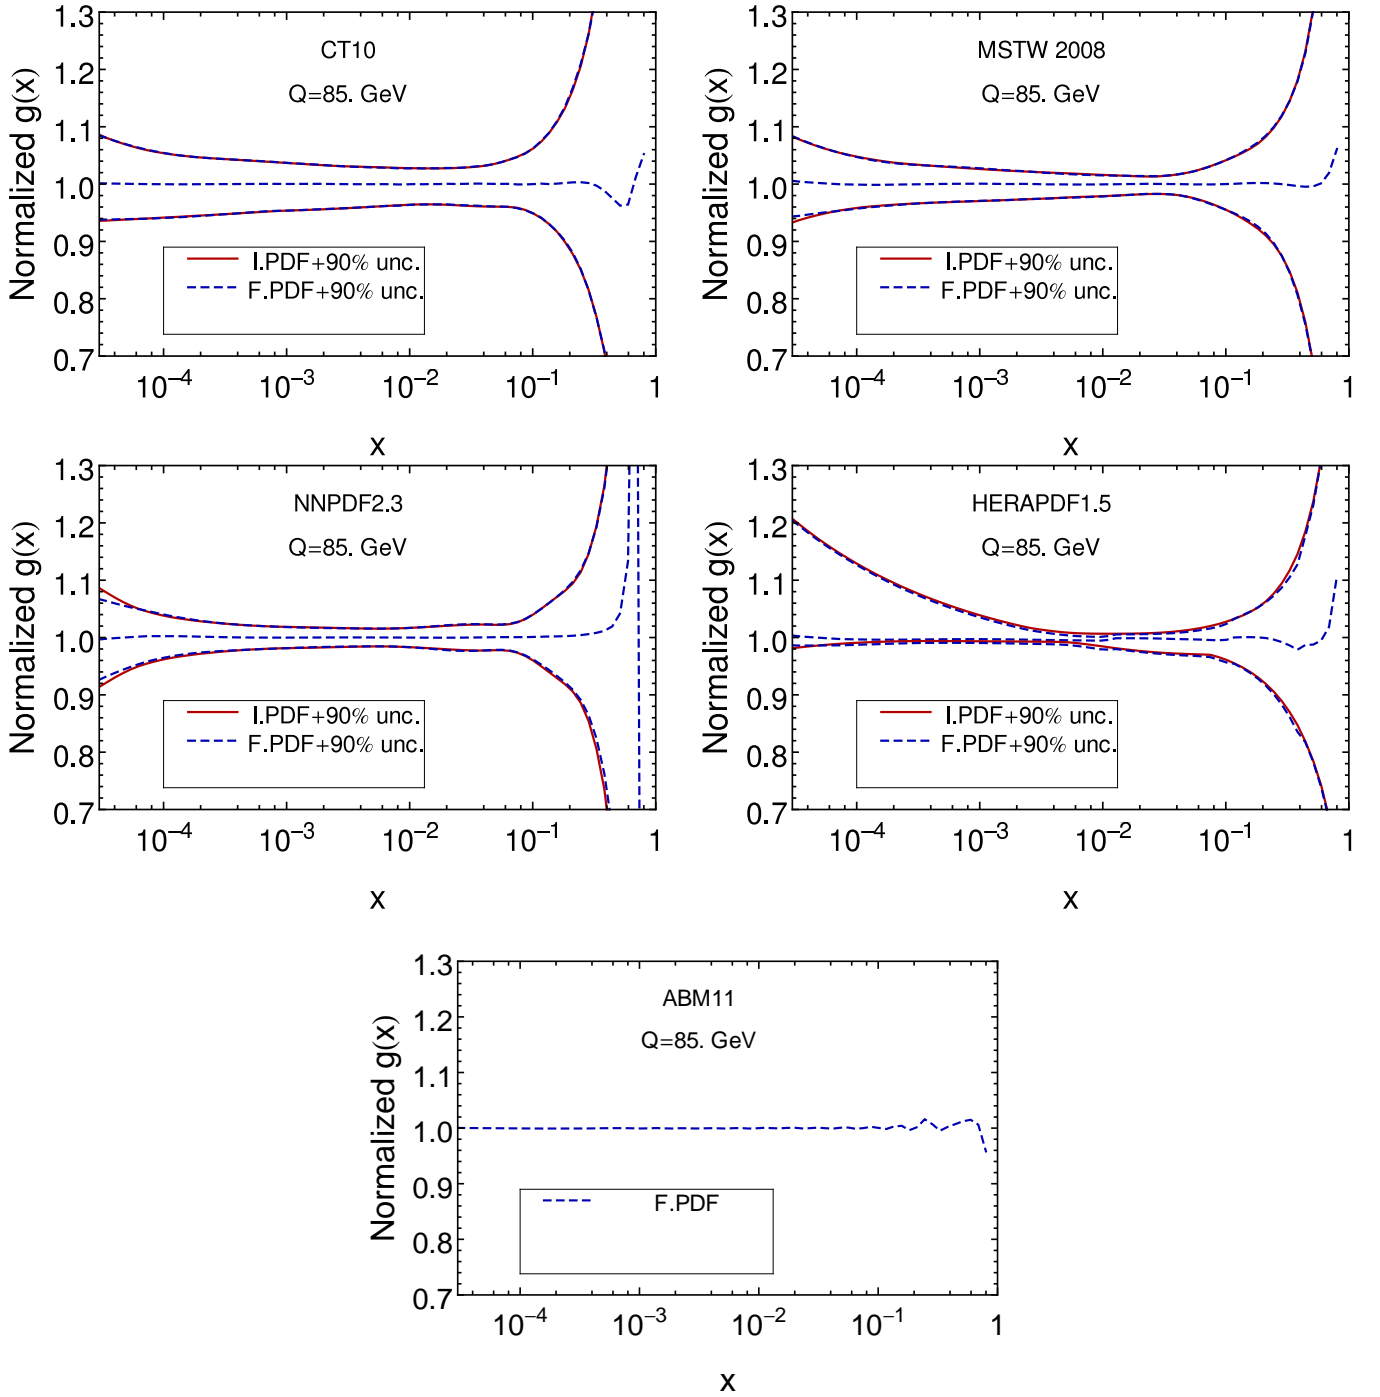 1.3
1.2
1.1
1.0
0.9
0.8
0.7
Normalized g(x)
CT10
Q=85. GeV
I.PDF+90% unc.
F.PDF+90% unc.
10⁻⁴ 10⁻³ 10⁻² 10⁻¹ 1
x
1.3
1.2
1.1
1.0
0.9
0.8
0.7
Normalized g(x)
MSTW 2008
Q=85. GeV
I.PDF+90% unc.
F.PDF+90% unc.
10⁻⁴ 10⁻³ 10⁻² 10⁻¹ 1
x
1.3
1.2
1.1
1.0
0.9
0.8
0.7
Normalized g(x)
NNPDF2.3
Q=85. GeV
I.PDF+90% unc.
F.PDF+90% unc.
10⁻⁴ 10⁻³ 10⁻² 10⁻¹ 1
x
1.3
1.2
1.1
1.0
0.9
0.8
0.7
Normalized g(x)
HERAPDF1.5
Q=85. GeV
I.PDF+90% unc.
F.PDF+90% unc.
10⁻⁴ 10⁻³ 10⁻² 10⁻¹ 1
x
1.3
1.2
1.1
1.0
0.9
0.8
0.7
Normalized g(x)
ABM11
Q=85. GeV
F.PDF
10⁻⁴ 10⁻³ 10⁻² 10⁻¹ 1
x